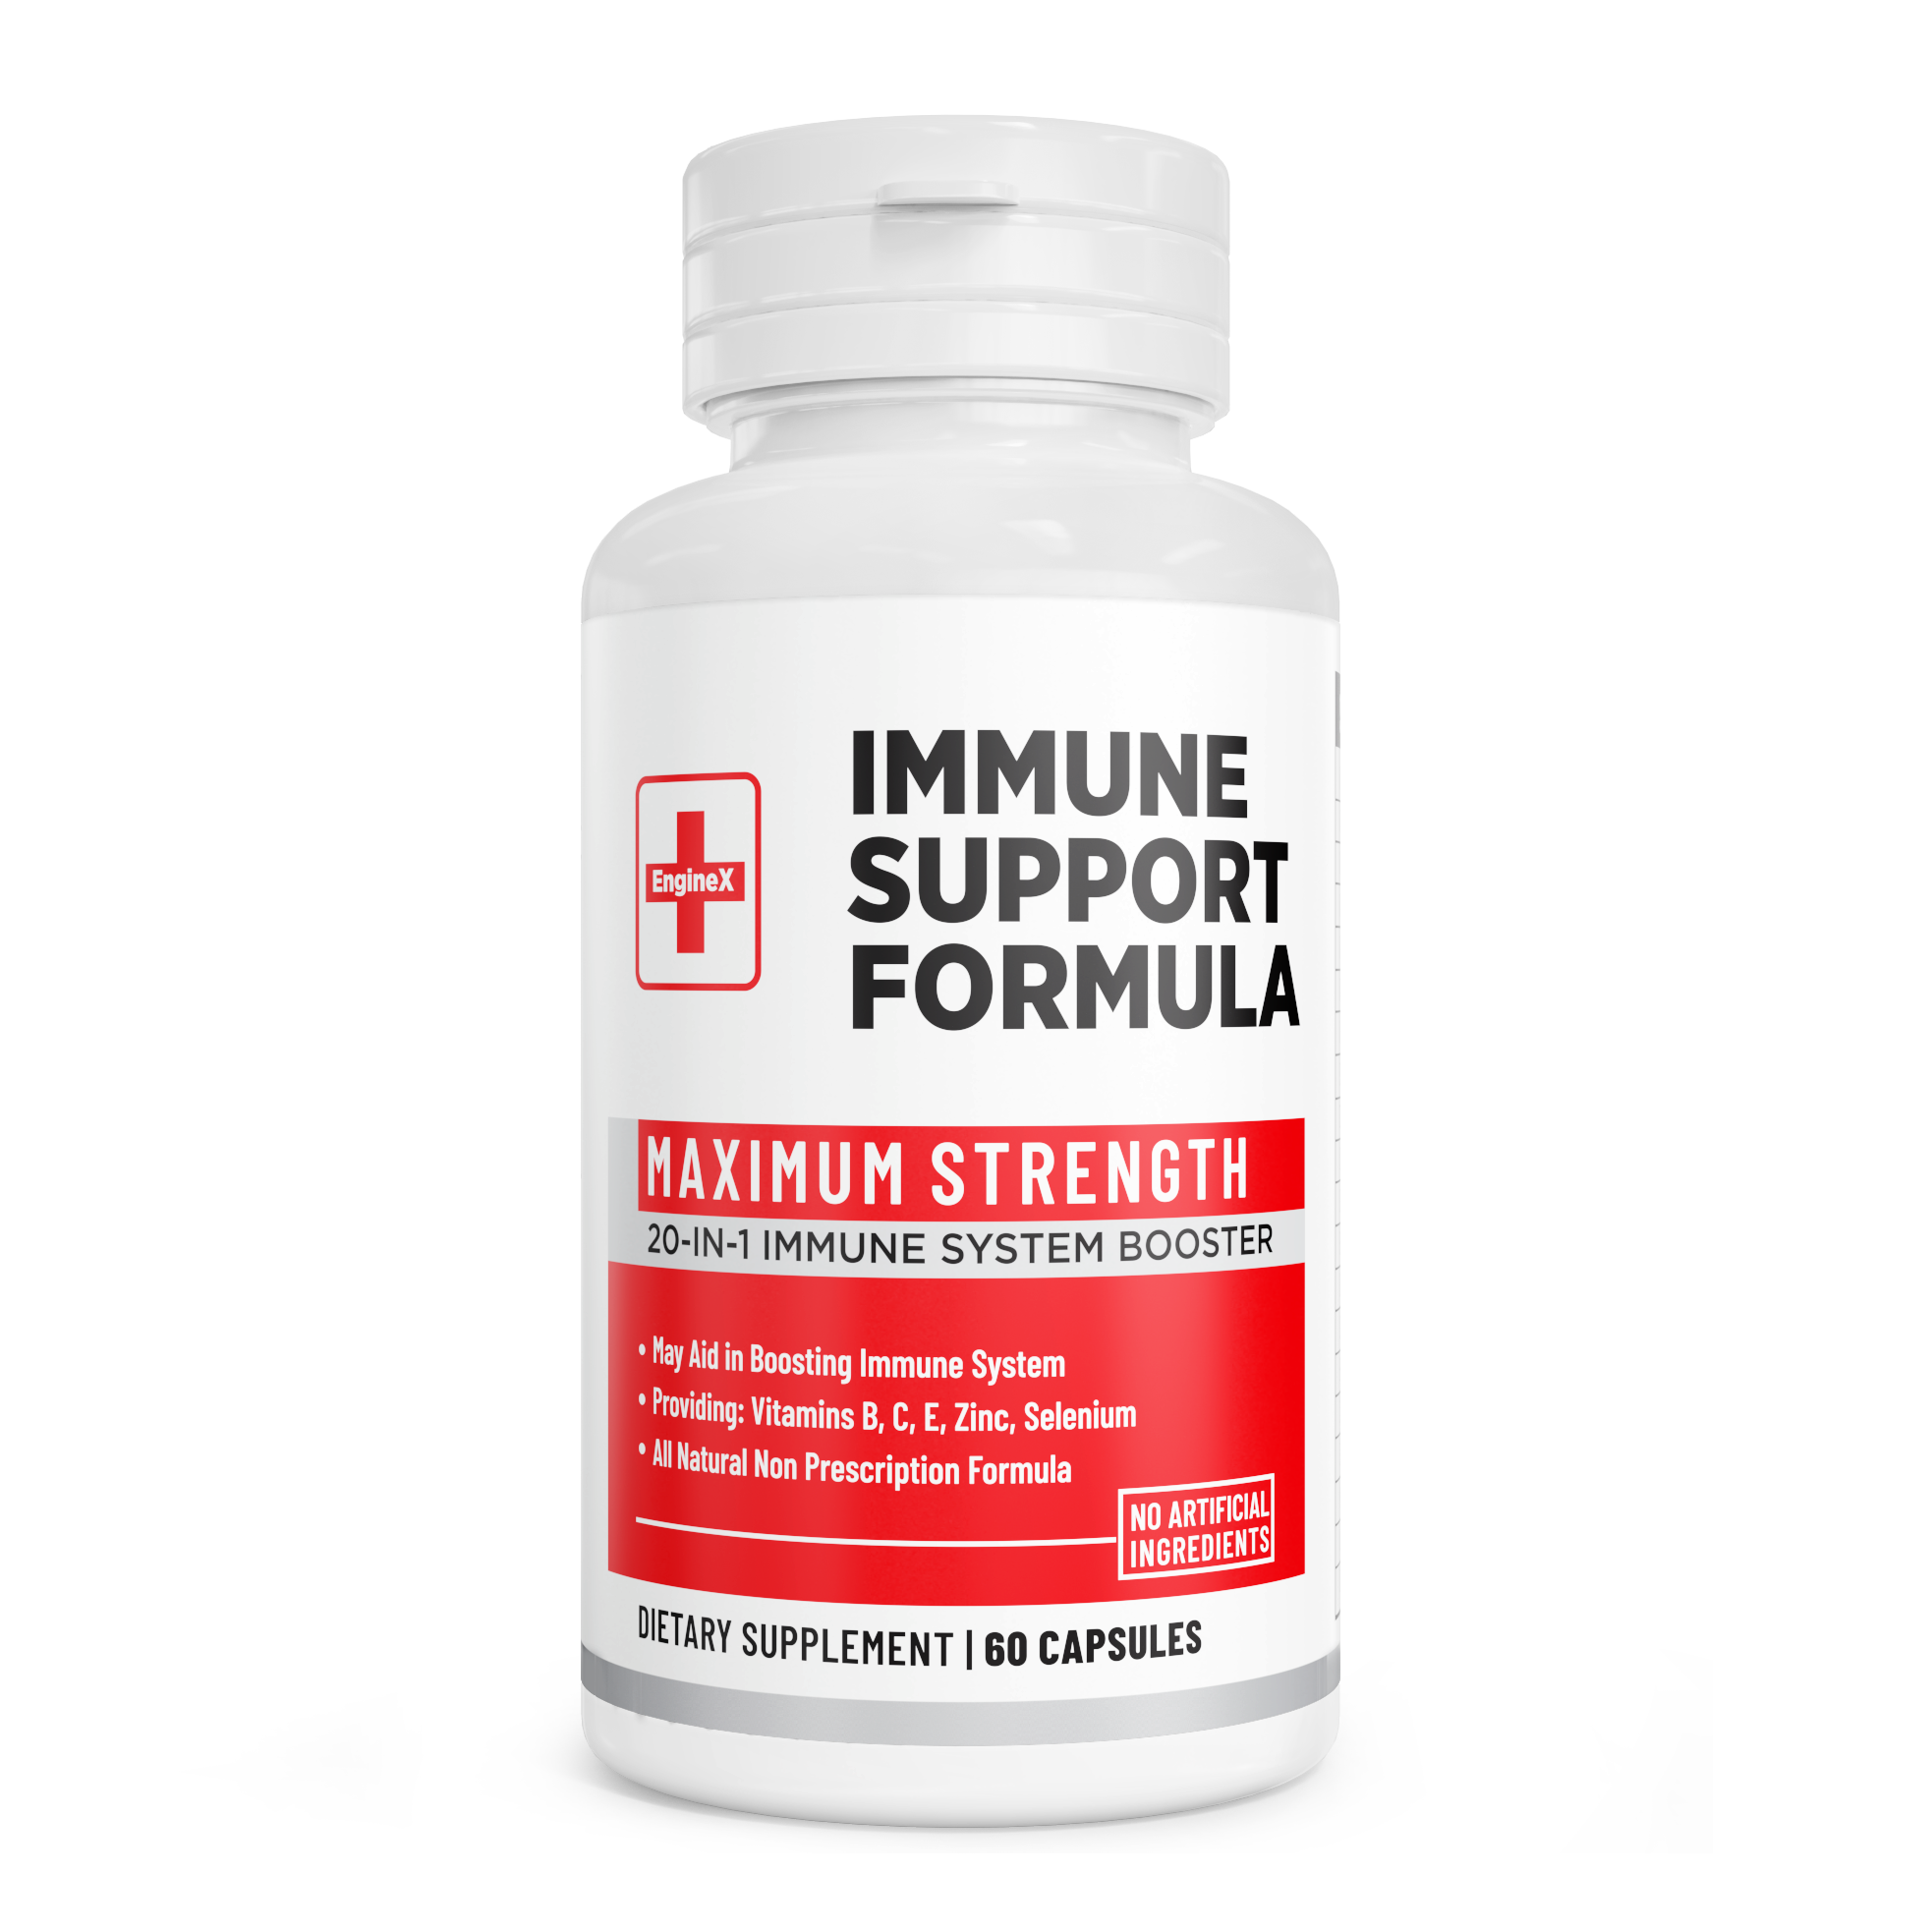 EngineX
IMMUNE
SUPPORT
FORMULA
MAXIMUM STRENGTH
20-IN-1 IMMUNE SYSTEM BOOSTER
• May Aid in Boosting Immune System
• Providing: Vitamins B, C, E, Zinc, Selenium
• All Natural Non Prescription Formula
NO ARTIFICIAL
INGREDIENTS
DIETARY SUPPLEMENT | 60 CAPSULES